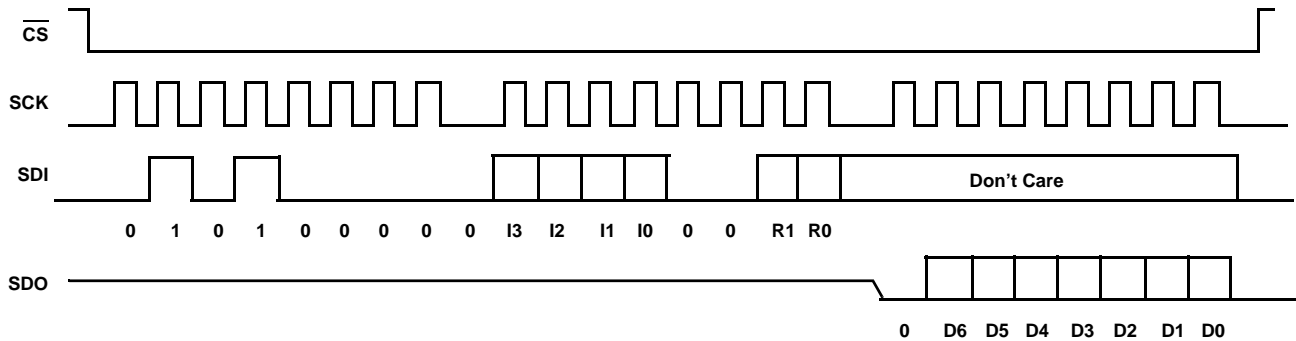 CS
SCK
SDI
Don't Care
0 1 0 1 0 0 0 0 0 I3 I2 I1 I0 0 0 R1 R0
SDO
0 D6 D5 D4 D3 D2 D1 D0